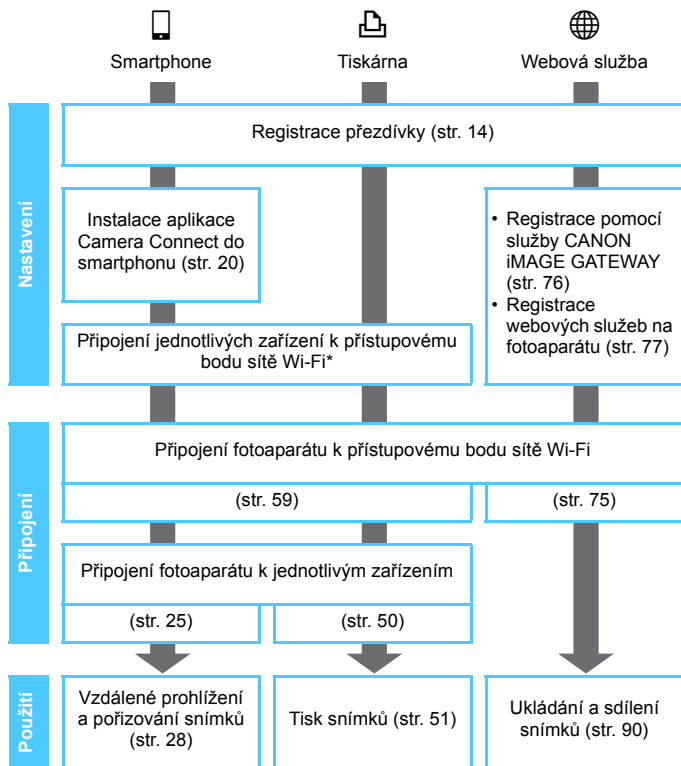 Smartphone
Tiskárna
Webová služba
Nastavení
Registrace přezdívky (str. 14)
Instalace aplikace
Camera Connect do
smartphonu (str. 20)
• Registrace pomocí
služby CANON
iMAGE GATEWAY
(str. 76)
• Registrace
webových služeb na
fotoaparátu (str. 77)
Připojení jednotlivých zařízení k přístupovému
bodu sítě Wi-Fi*
Připojení
Připojení fotoaparátu k přístupovému bodu sítě Wi-Fi
(str. 59)
(str. 75)
Připojení fotoaparátu k jednotlivým zařízením
(str. 25)
(str. 50)
Použití
Vzdálené prohlížení
a pořizování snímků
(str. 28)
Tisk snímků (str. 51)
Ukládání a sdílení
snímků (str. 90)